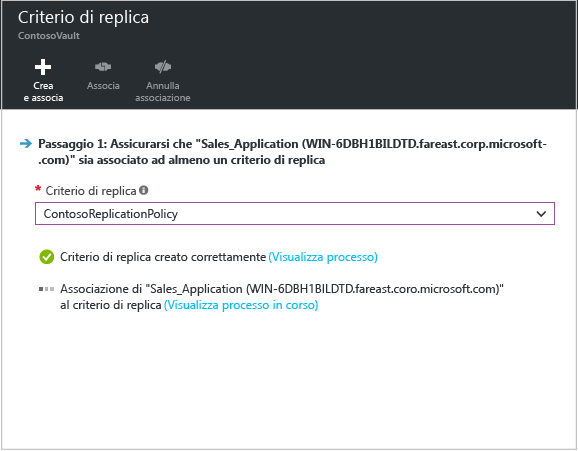 Criterio di replica
ContosoVault
Crea
e associa
Associa
Annulla
associazione
Passaggio 1: Assicurarsi che "Sales_Application (WIN-6DBH1BILDTD.fareast.corp.microsoft-
.com)" sia associato ad almeno un criterio di replica
* Criterio di replica
ContosoReplicationPolicy
Criterio di replica creato correttamente (Visualizza processo)
Associazione di "Sales_Application (WIN-6DBH1BILDTD.fareast.coro.microsoft.com)"
al criterio di replica (Visualizza processo in corso)